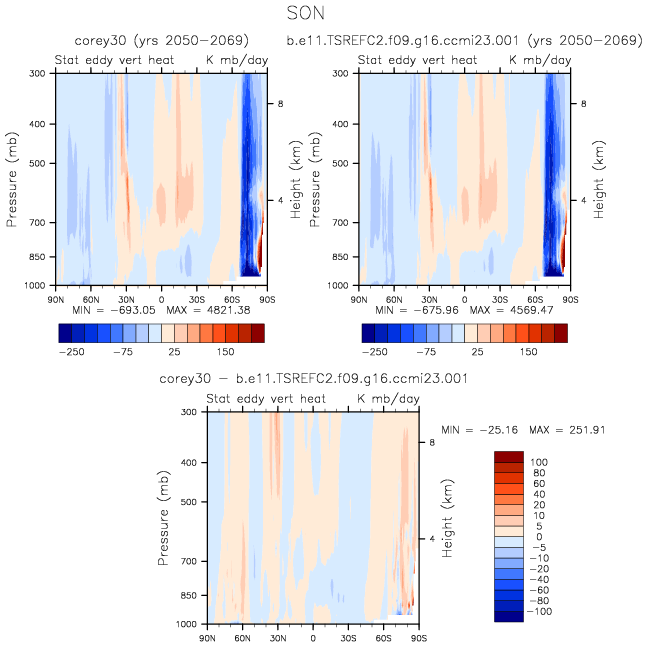 SON
corey30 (yrs 2050−2069)
Stat eddy vert heat K mb/day
300
400
500
700
850
1000
Pressure (mb)
8
4
Height (km)
90N 60N 30N 0 30S 60S 90S
MIN = −693.05 MAX = 4821.38
−250 −75 25 150
b.e11.TSREFC2.f09.g16.ccmi23.001 (yrs 2050−2069)
Stat eddy vert heat K mb/day
300
400
500
700
850
1000
Pressure (mb)
8
4
Height (km)
90N 60N 30N 0 30S 60S 90S
MIN = −675.96 MAX = 4569.47
−250 −75 25 150
corey30 − b.e11.TSREFC2.f09.g16.ccmi23.001
Stat eddy vert heat K mb/day
300
400
500
700
850
1000
Pressure (mb)
8
4
Height (km)
90N 60N 30N 0 30S 60S 90S
MIN = −25.16 MAX = 251.91
100
80
60
40
20
10
5
0
−5
−10
−20
−40
−60
−80
−100